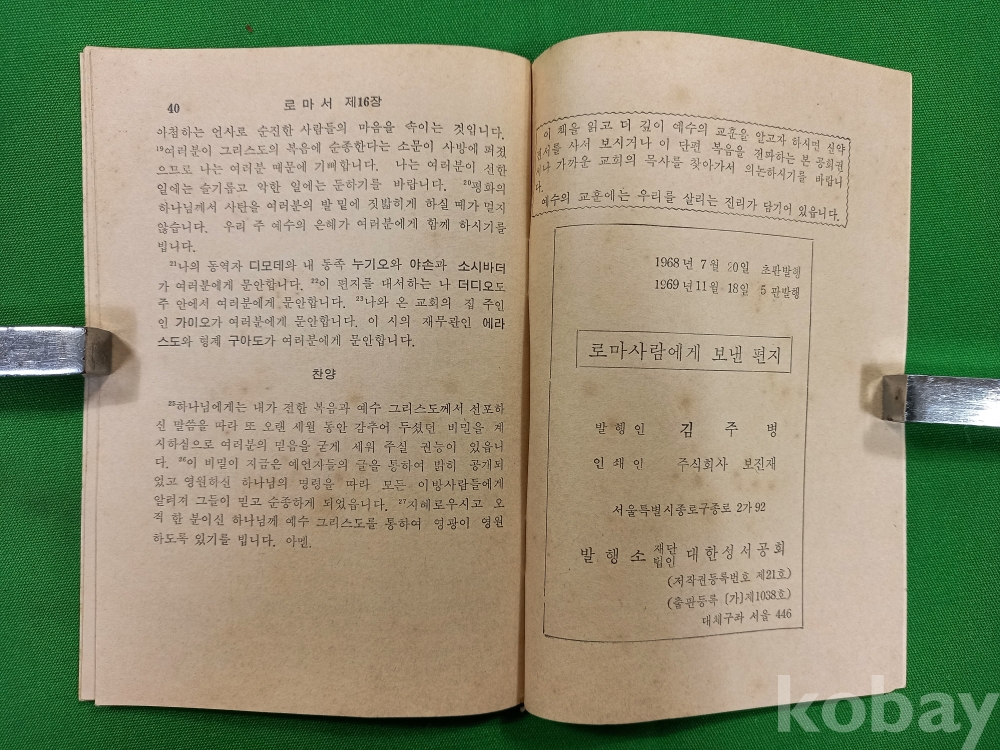 40
로마서 제16장
아첨하는 언사로 순진한 사람들의 마음을 속이는 것입니다.
19여러분이 그리스도의 복음에 순종한다는 소문이 사방에 퍼졌
으므로 나는 여러분 때문에 기뻐합니다. 나는 여러분이 선한
일에는 슬기롭고 악한 일에는 둔하기를 바랍니다. 20평화의
하나님께서 사탄을 여러분의 발 밑에 짓밟히게 하실 떼가 멀지
않습니다. 우리 주 예수의 은혜가 여러분에게 함께 하시기를
빕니다.
21나의 동역자 디모데와 내 동족 누기오와 야손과 소시바더
가 여러분에게 문안합니다. 22이 편지를 대서하는 나 더디오도
주 안에서 여러분에게 문안합니다. 23나와 온 교회의 집 주인
인 가이오가 여러분에게 문안합니다. 이 시의 재무관인 에라
스도와 형제 구아도가 여러분에게 문안합니다.
찬양
25하나님에게는 내가 전한 복음과 예수 그리스도께서 선포하
신 말씀을 따라 또 오랜 세월 동안 감추어 두셨던 비밀을 계
시하심으로 여러분의 믿음을 굳게 세워 주실 권능이 있읍니
다. 26이 비밀이 지금은 예언자들의 글을 통하여 밝히 공개되
었고 영원하신 하나님의 명령을 따라 모든 이방사람들에게
알려져 그들이 믿고 순종하게 되었읍니다. 27지혜로우시고 오
직 한 분이신 하나님께 예수 그리스도를 통하여 영광이 영원
하도록 있기를 빕니다. 아멘.
이 책을 읽고 더 깊이 예수의 교훈을 알고자 하시면 신약
성서를 사서 보시거나 이 단편 복음을 전파하는 본 공회권
서나 가까운 교회의 목사를 찾아가서 의논하시기를 바랍니
다.
예수의 교훈에는 우리를 살리는 진리가 담기어 있읍니다.
1968년 7월 20일 초판발행
1969년 11월 18일 5판발행
로마사람에게 보낸 편지
발행인 김주병
인쇄인 주식회사 보진재
서울특별시종로구종로 2가 92
발행소 재단법인 대한성서공회
(저작권등록번호 제21호)
(출판등록 [가]제1038호)
대체구좌 서울 446
kobay